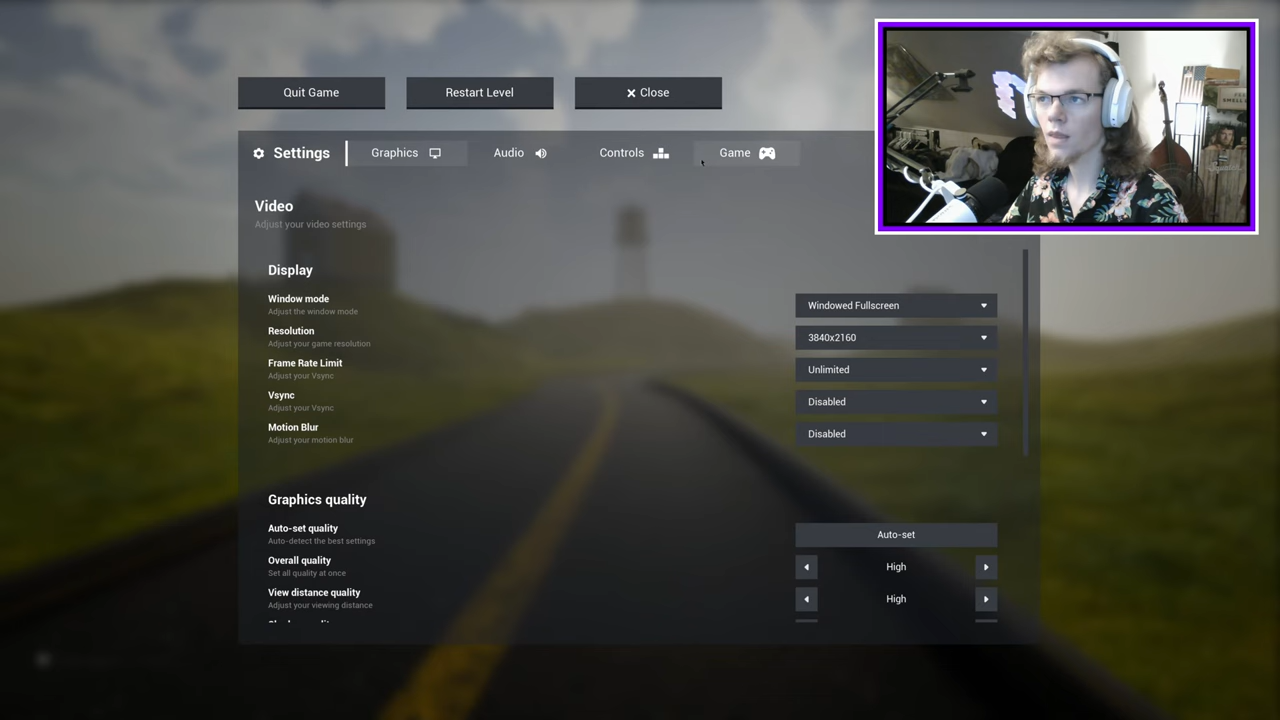 Quit Game
Restart Level
Close
Settings
Graphics
Audio
Controls
Game
Video
Adjust your video settings
Display
Window mode
Adjust the window mode
Windowed Fullscreen
Resolution
Adjust your game resolution
3840x2160
Frame Rate Limit
Adjust your Vsync
Unlimited
Vsync
Adjust your Vsync
Disabled
Motion Blur
Adjust your motion blur
Disabled
Graphics quality
Auto-set quality
Auto-detect the best settings
Auto-set
Overall quality
Set all quality at once
High
View distance quality
Adjust your viewing distance
High